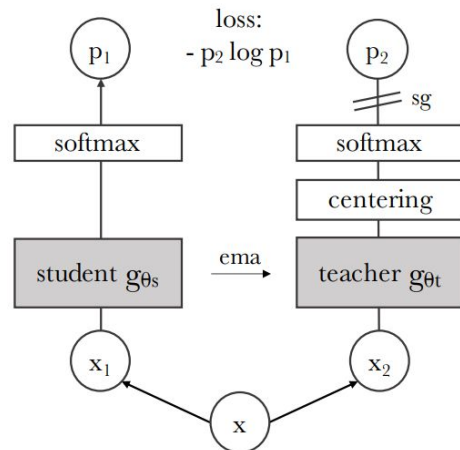 loss:
- p₂ log p₁
p₁
p₂
sg
softmax
softmax
centering
student gθs
ema
teacher gθt
x₁
x₂
x